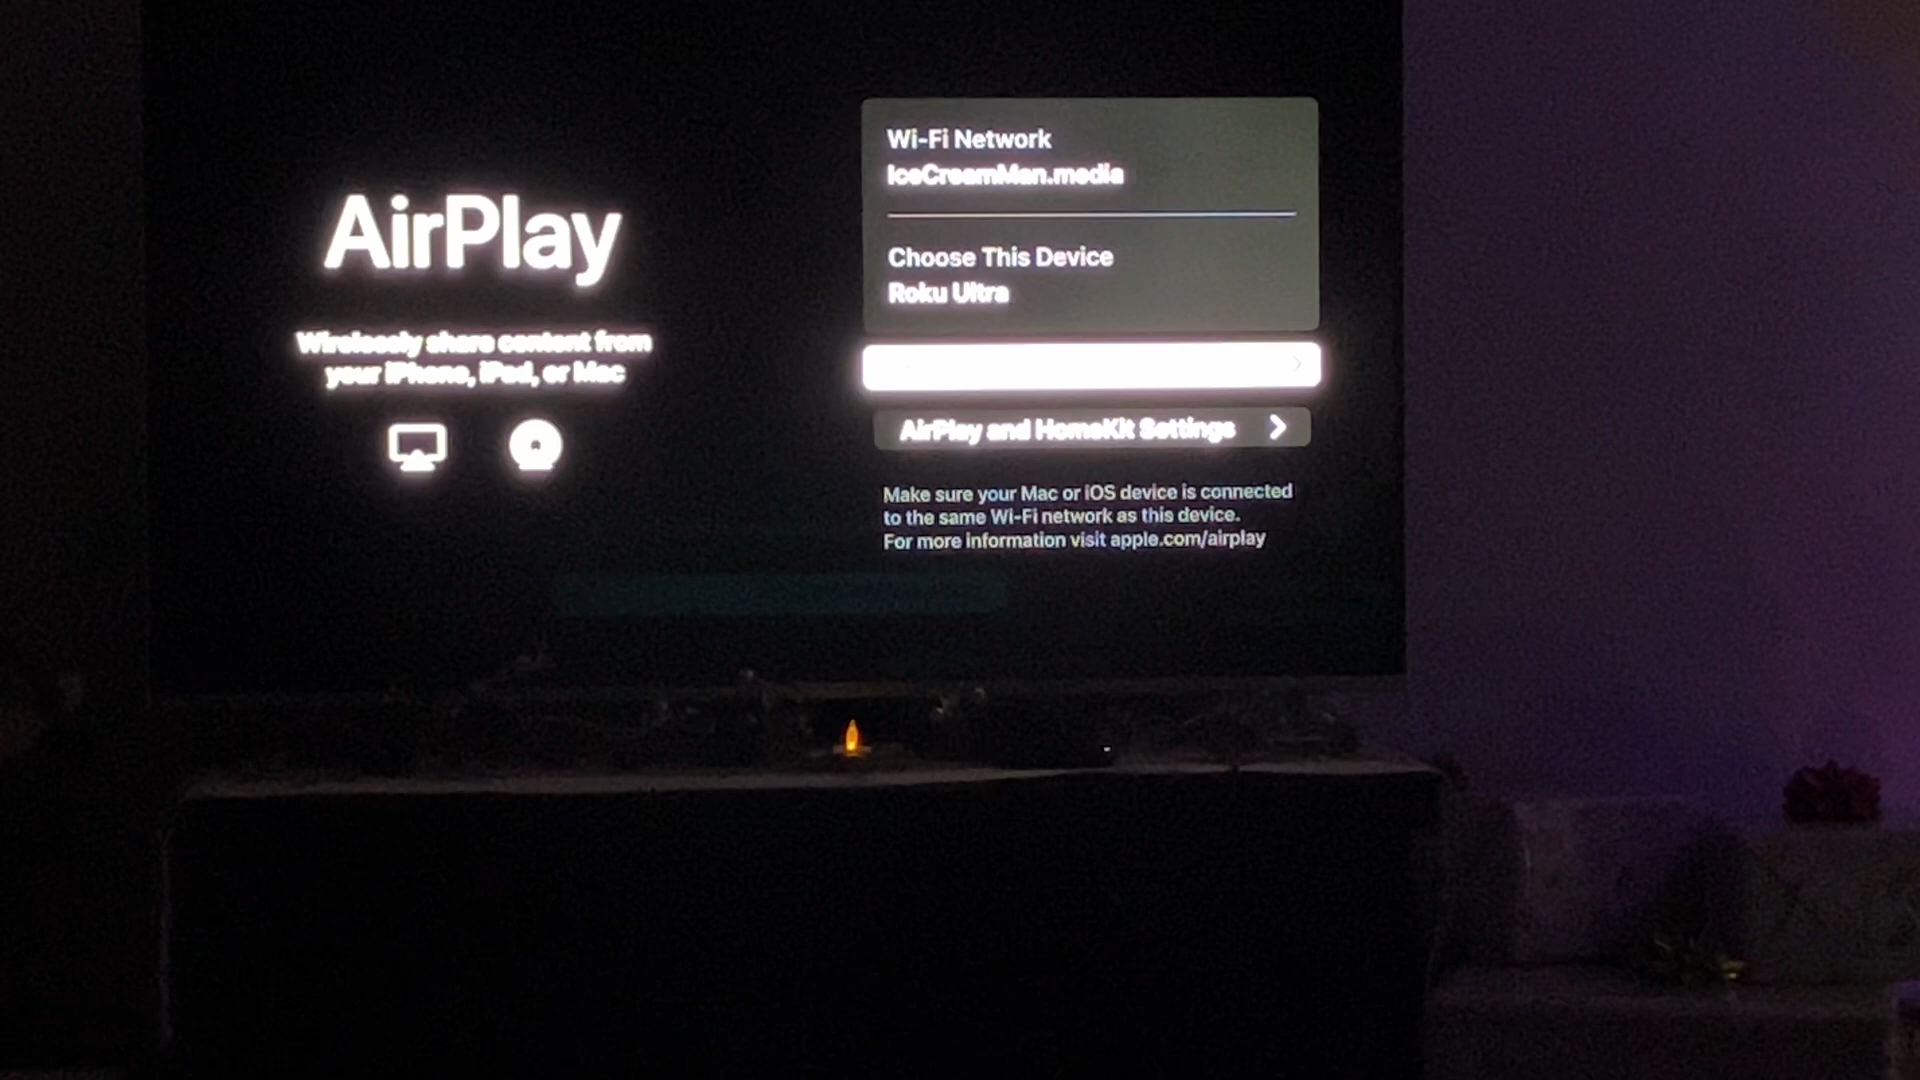 AirPlay
Wirelessly share content from
your iPhone, iPad, or Mac
Wi-Fi Network
IceCreamMan.media
Choose This Device
Roku Ultra
AirPlay and HomeKit Settings
Make sure your Mac or iOS device is connected
to the same Wi-Fi network as this device.
For more information visit apple.com/airplay